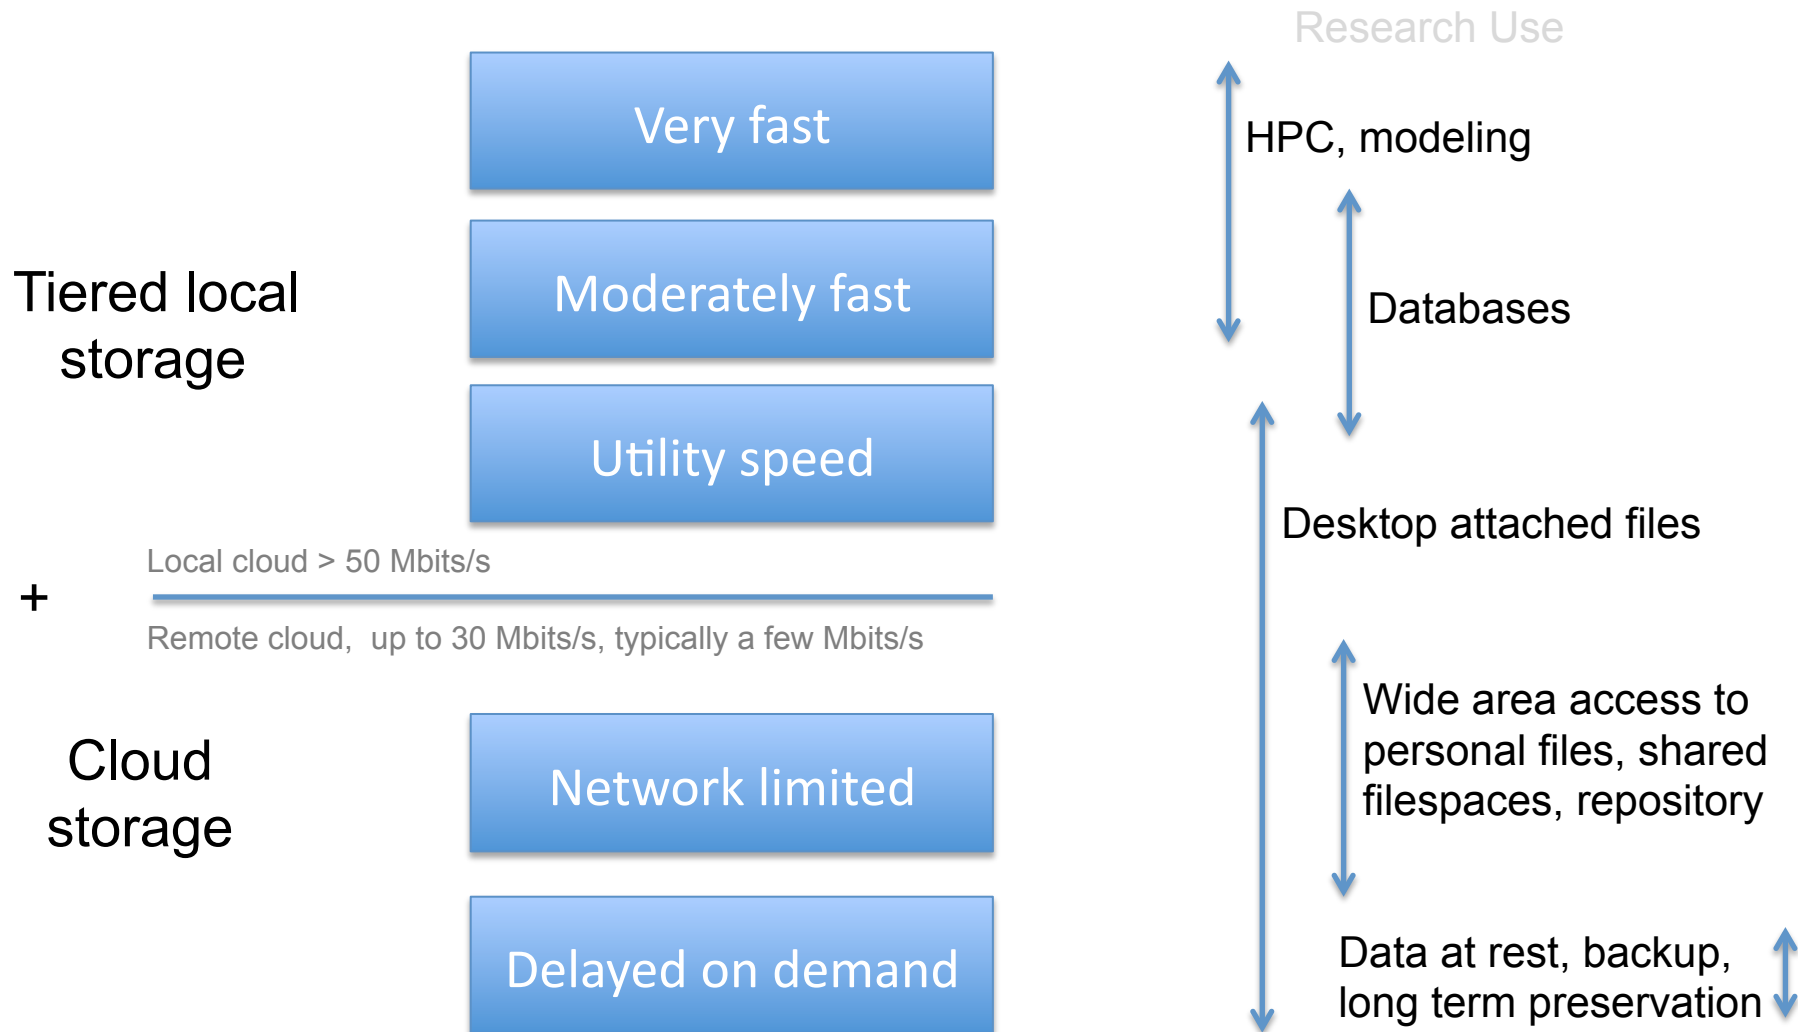 Research Use
Very fast
HPC, modeling
Tiered local
storage
Moderately fast
Databases
Utility speed
Desktop attached files
Local cloud > 50 Mbits/s
+
Remote cloud,  up to 30 Mbits/s, typically a few Mbits/s
Cloud
storage
Network limited
Wide area access to
personal files, shared
filespaces, repository
Delayed on demand
Data at rest, backup,
long term preservation